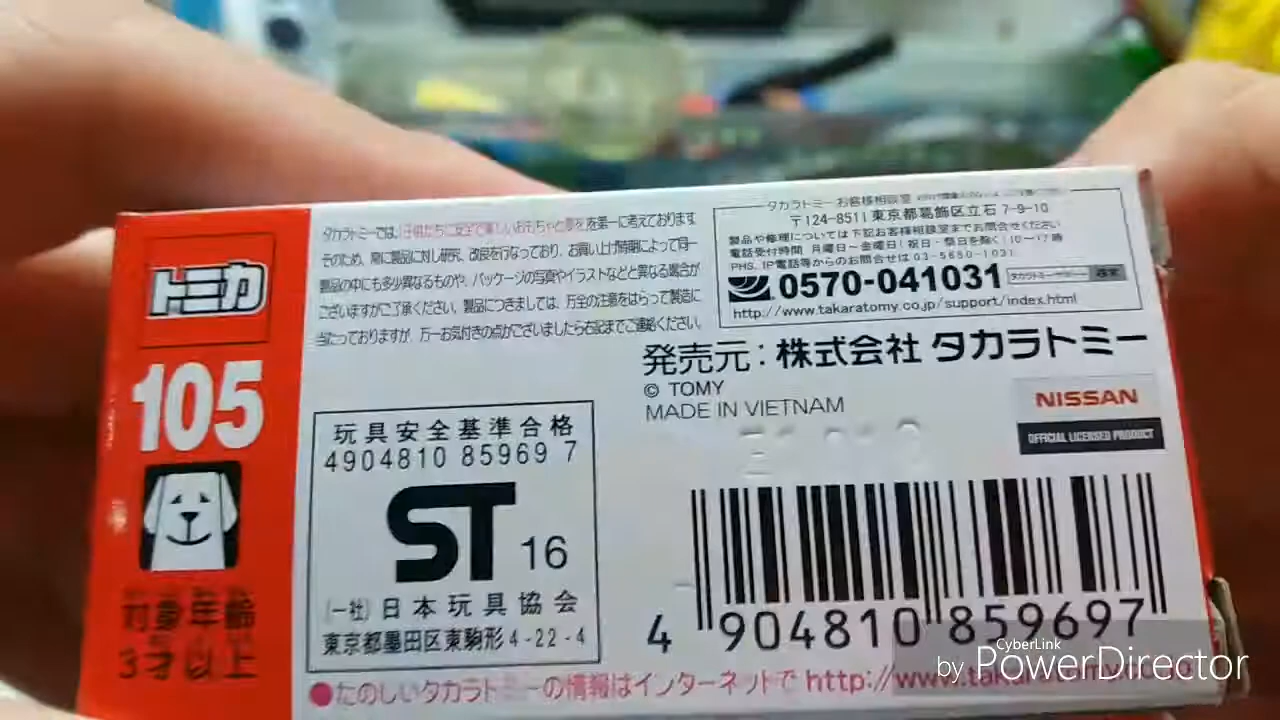 トミカ
105
対象年齢
3才以上
タカラトミーでは、「子供たちに安全で楽しいおもちゃと夢を」を第一に考えております
そのため、常に製品に対し研究、改良を行なっており、お買い上げ時期によって同一
製品の中にも多少異なるものや、パッケージの写真やイラストなどと異なる場合が
ございますがご了承ください。製品につきましては、万全の注意をはらって製造に
当たっておりますが、万一お気付きの点がございましたら右記までご連絡ください。
タカラトミーお客様相談室
〒124-8511 東京都葛飾区立石 7-9-10
製品や修理については下記お客様相談室までお問合せください
電話受付時間 月曜日~金曜日(祝日・祭日を除く)10~17時
PHS、IP電話等からのお問合せは 03-5650-1031
0570-041031
http://www.takaratomy.co.jp/support/index.html
発売元:株式会社 タカラトミー
© TOMY
MADE IN VIETNAM
NISSAN
OFFICIAL LICENSED PRODUCT
玩具安全基準合格
4904810 85969 7
ST 16
(一社)日本玩具協会
東京都墨田区東駒形4-22-4
4 904810 859697
●たのしいタカラトミーの情報はインターネットで http://www.takaratomy.co.jp
CyberLink
by PowerDirector